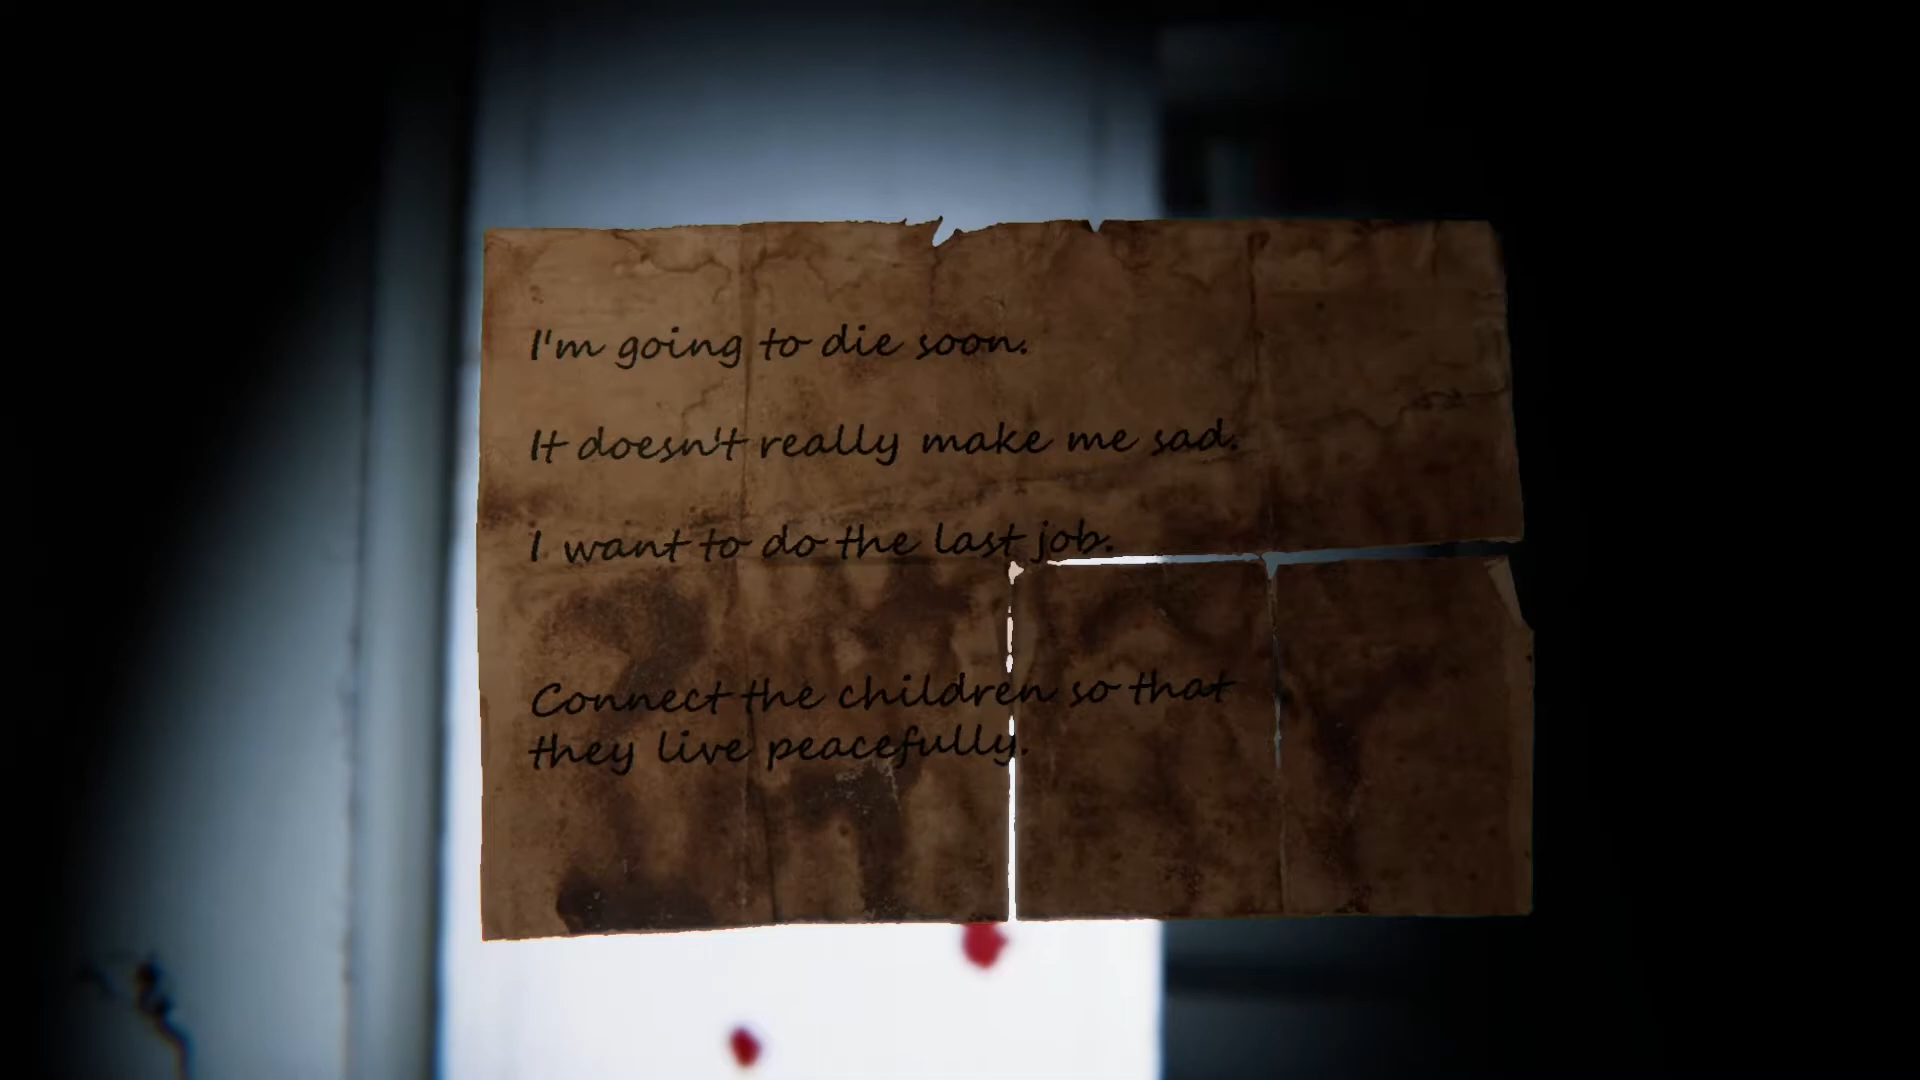 I'm going to die soon.
It doesn't really make me sad.
I want to do the last job.
Connect the children so that
they live peacefully.